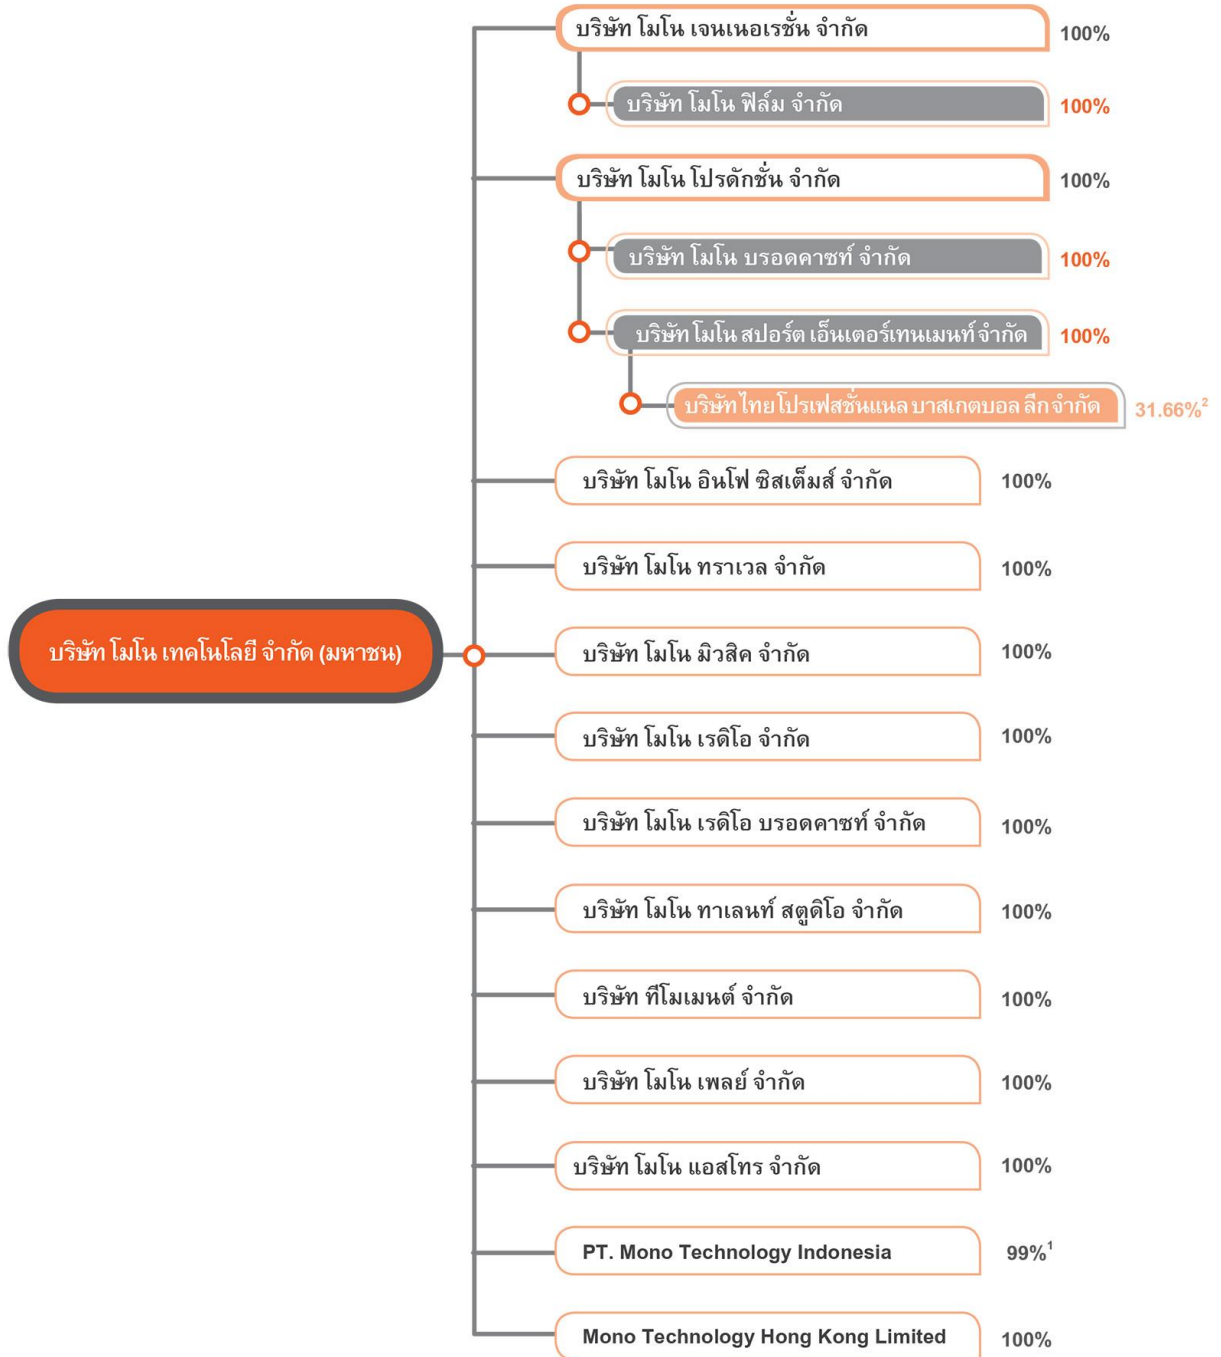 บริษัท โมโน เจนเนอเรชั่น จำกัด 100%
บริษัท โมโน ฟิล์ม จำกัด 100%
บริษัท โมโน โปรดักชั่น จำกัด 100%
บริษัท โมโน บรอดคาซท์ จำกัด 100%
บริษัท โมโน สปอร์ต เอ็นเตอร์เทนเมนท์ จำกัด 100%
บริษัท ไทย โปรเฟสชั่นแนล บาสเกตบอล ลีก จำกัด 31.66%²
บริษัท โมโน อินโฟ ซิสเต็มส์ จำกัด 100%
บริษัท โมโน ทราเวล จำกัด 100%
บริษัท โมโน เทคโนโลยี จำกัด (มหาชน)
บริษัท โมโน มิวสิค จำกัด 100%
บริษัท โมโน เรดิโอ จำกัด 100%
บริษัท โมโน เรดิโอ บรอดคาซท์ จำกัด 100%
บริษัท โมโน ทาเลนท์ สตูดิโอ จำกัด 100%
บริษัท ทีโมเมนต์ จำกัด 100%
บริษัท โมโน เพลย์ จำกัด 100%
บริษัท โมโน แอสโทร จำกัด 100%
PT. Mono Technology Indonesia 99%¹
Mono Technology Hong Kong Limited 100%